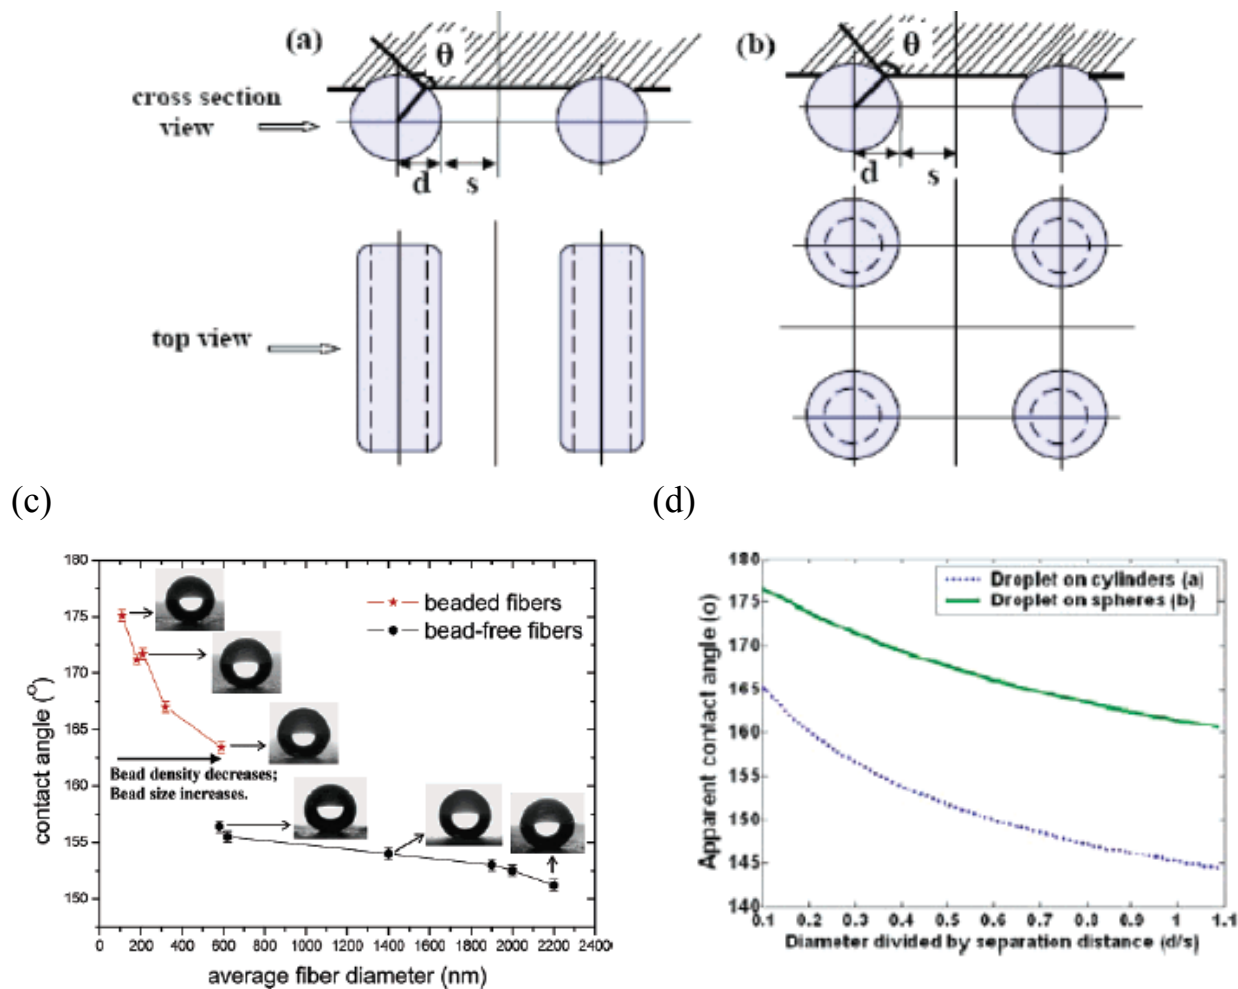 (a)
θ
cross section
view
d
s
top view
(b)
θ
d
s
(c)
180
175
170
165
160
155
150
contact angle (°)
beaded fibers
bead-free fibers
Bead density decreases;
Bead size increases.
0 200 400 600 800 1000 1200 1400 1600 1800 2000 2200 2400
average fiber diameter (nm)
(d)
180
175
170
165
160
155
150
145
140
Apparent contact angle (o)
Droplet on cylinders (a)
Droplet on spheres (b)
0.1 0.2 0.3 0.4 0.5 0.6 0.7 0.8 0.9 1 1.1
Diameter divided by separation distance (d/s)